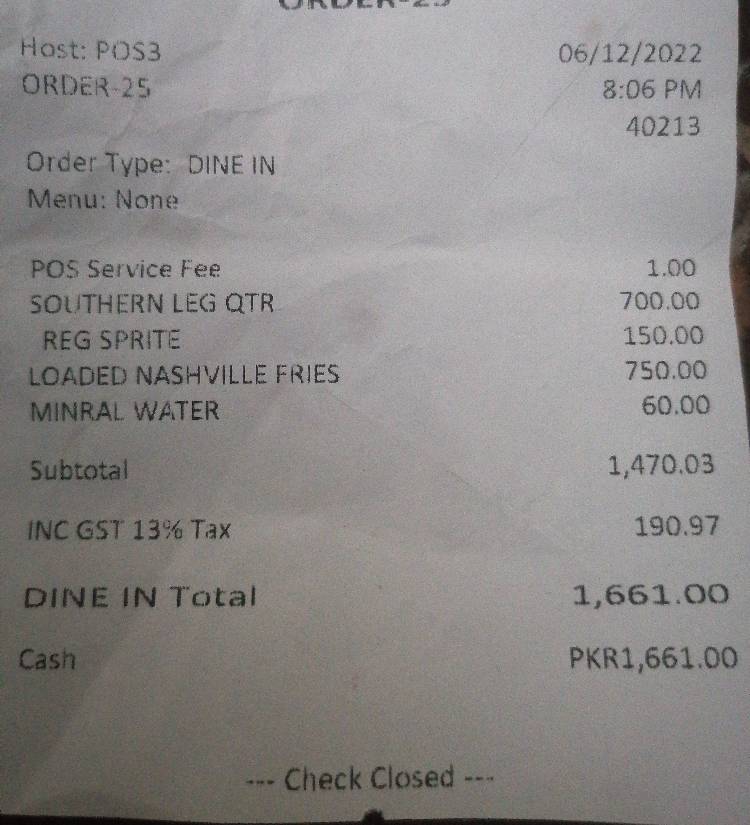 ORDER-25
Host: POS3 06/12/2022
ORDER-25 8:06 PM
40213
Order Type: DINE IN
Menu: None
POS Service Fee 1.00
SOUTHERN LEG QTR 700.00
REG SPRITE 150.00
LOADED NASHVILLE FRIES 750.00
MINRAL WATER 60.00
Subtotal 1,470.03
INC GST 13% Tax 190.97
DINE IN Total 1,661.00
Cash PKR1,661.00
--- Check Closed ---